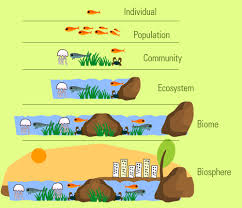 Individual
Population
Community
Ecosystem
Biome
Biosphere